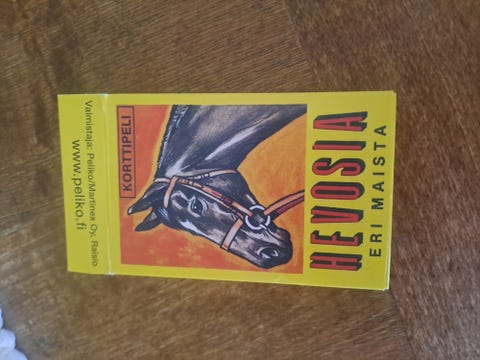 Valmistaja: Peliko/Martinex Oy, Raisio
www.peliko.fi
KORTTIPELI
HEVOSIA
ERI MAISTA